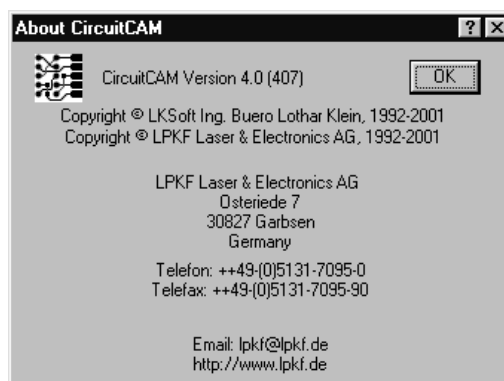 About CircuitCAM
CircuitCAM Version 4.0 (407)
OK
Copyright © LKSoft Ing. Buero Lothar Klein, 1992-2001
Copyright © LPKF Laser & Electronics AG, 1992-2001
LPKF Laser & Electronics AG
Osteriede 7
30827 Garbsen
Germany
Telefon: ++49-(0)5131-7095-0
Telefax: ++49-(0)5131-7095-90
Email: lpkf@lpkf.de
http://www.lpkf.de